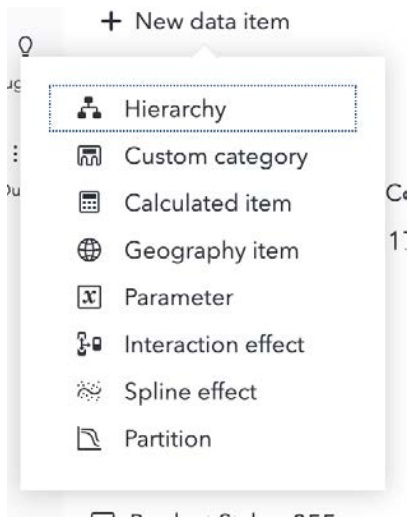 + New data item
Hierarchy
Custom category
Calculated item
Geography item
Parameter
Interaction effect
Spline effect
Partition